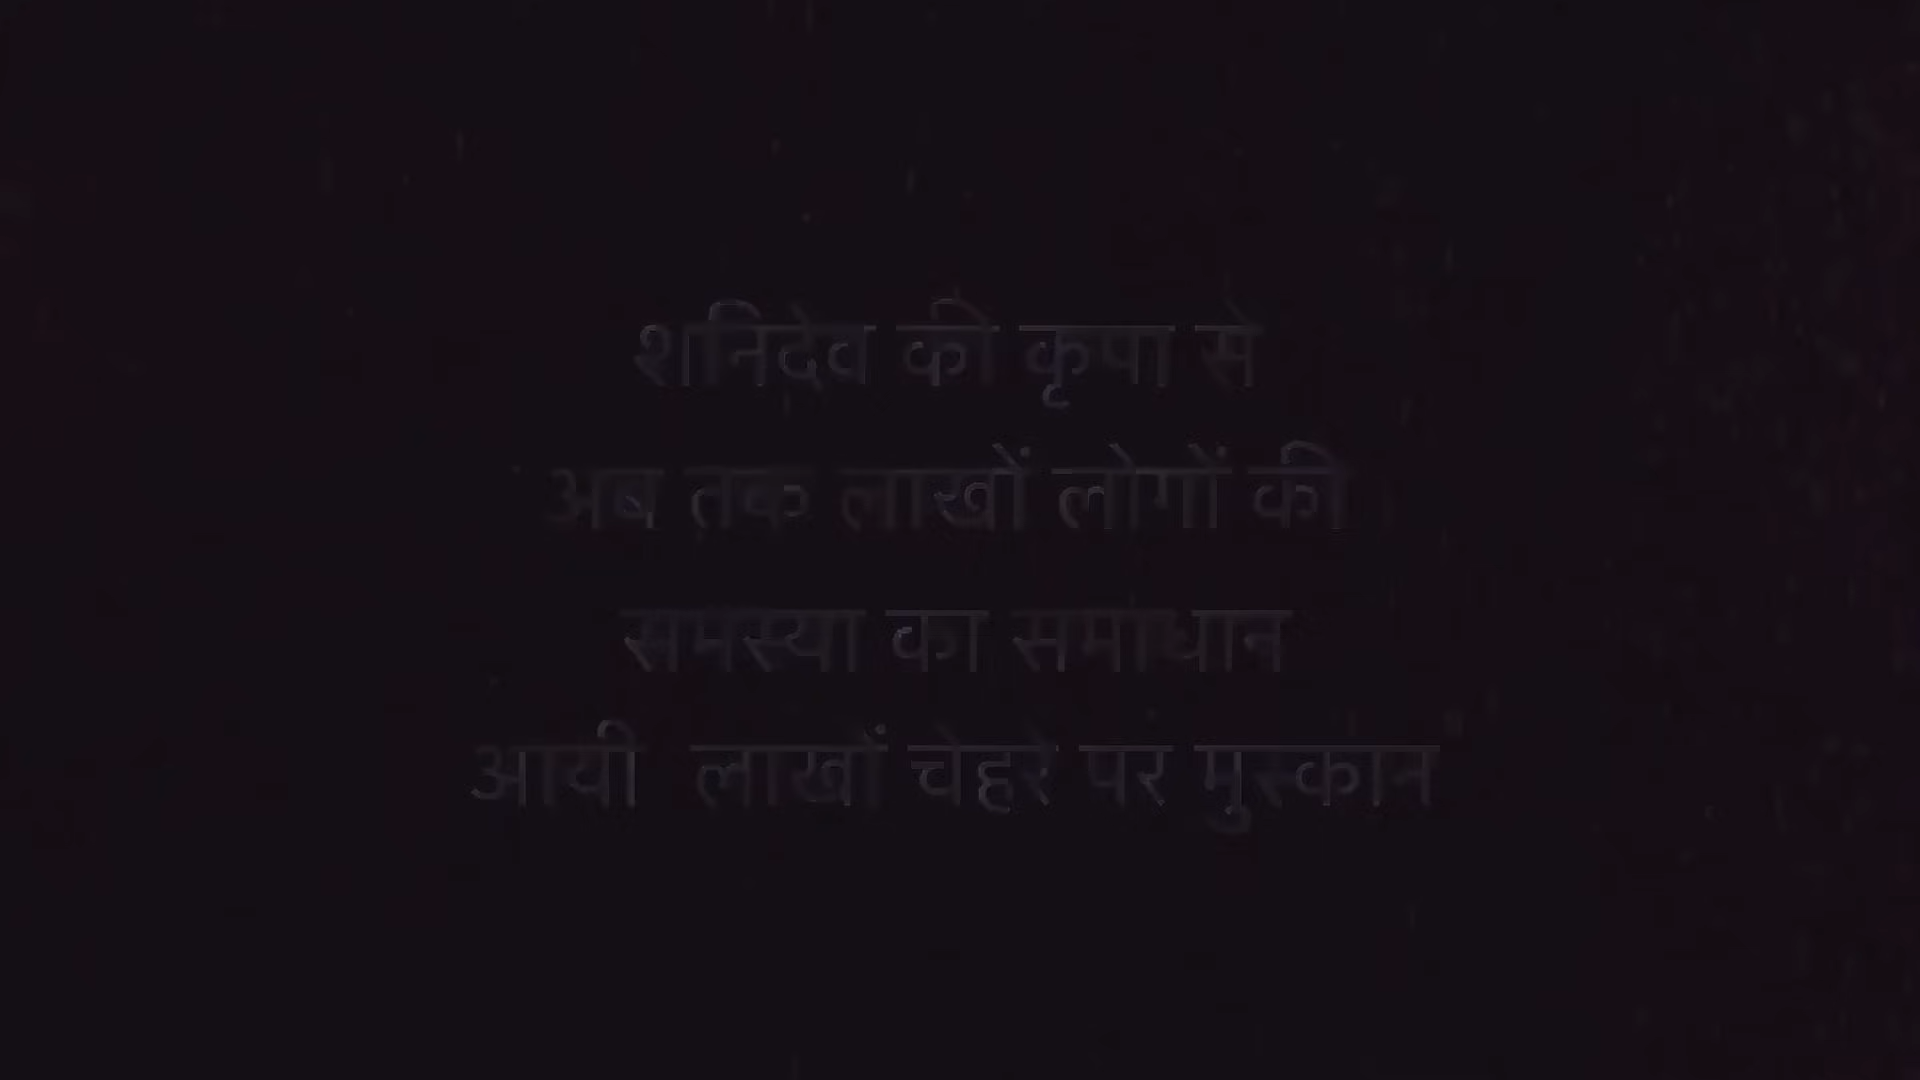 शनिदेव की कृपा से
अब तक लाखों लोगों की
समस्या का समाधान
आयी लाखों चेहरे पर मुस्कान